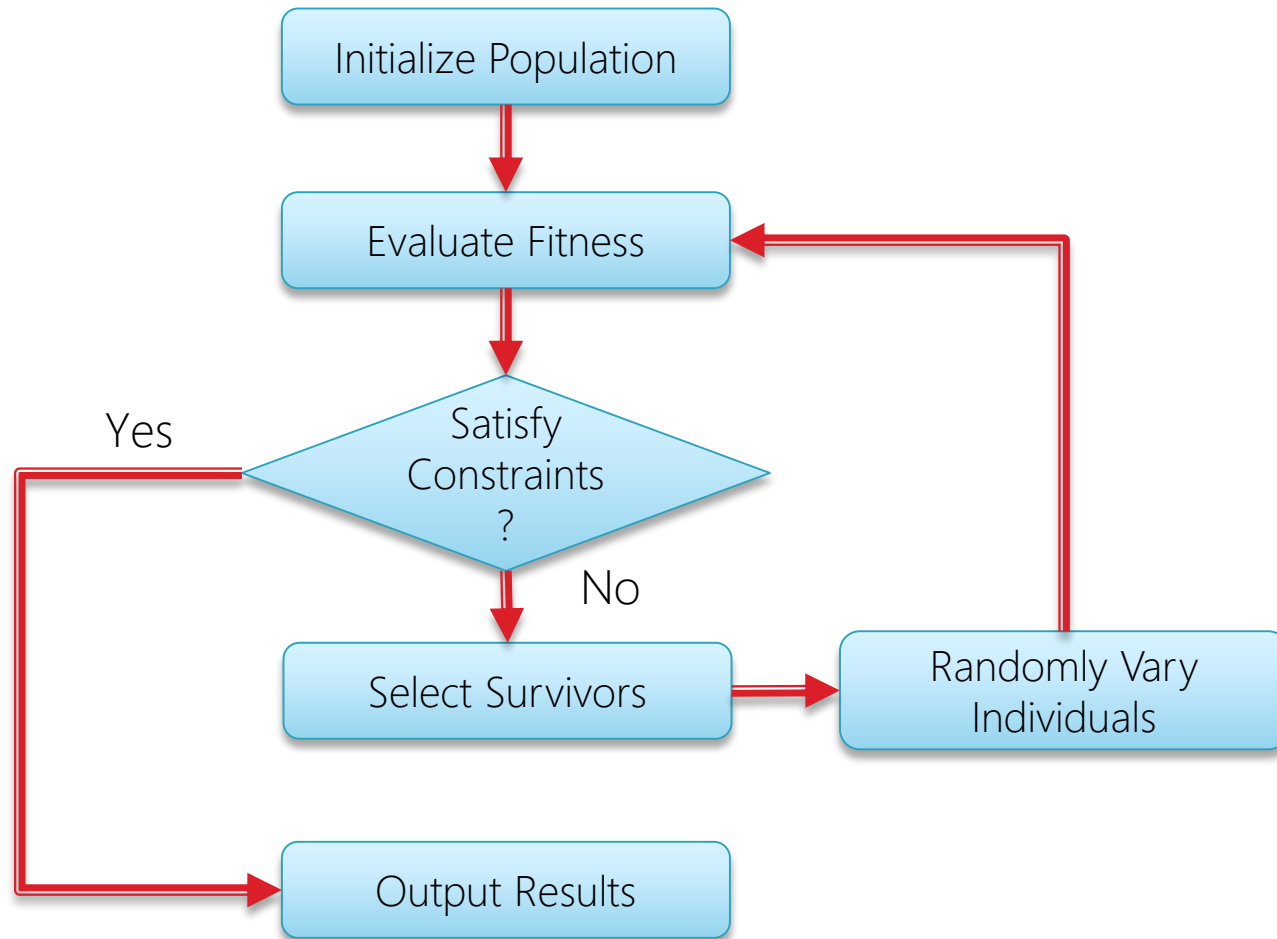 Initialize Population
Evaluate Fitness
Yes
Satisfy
Constraints
?
No
Select Survivors
Randomly Vary
Individuals
Output Results